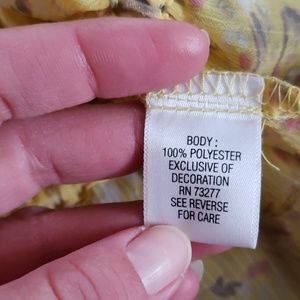 BODY :
100% POLYESTER
EXCLUSIVE OF
DECORATION
RN 73277
SEE REVERSE
FOR CARE